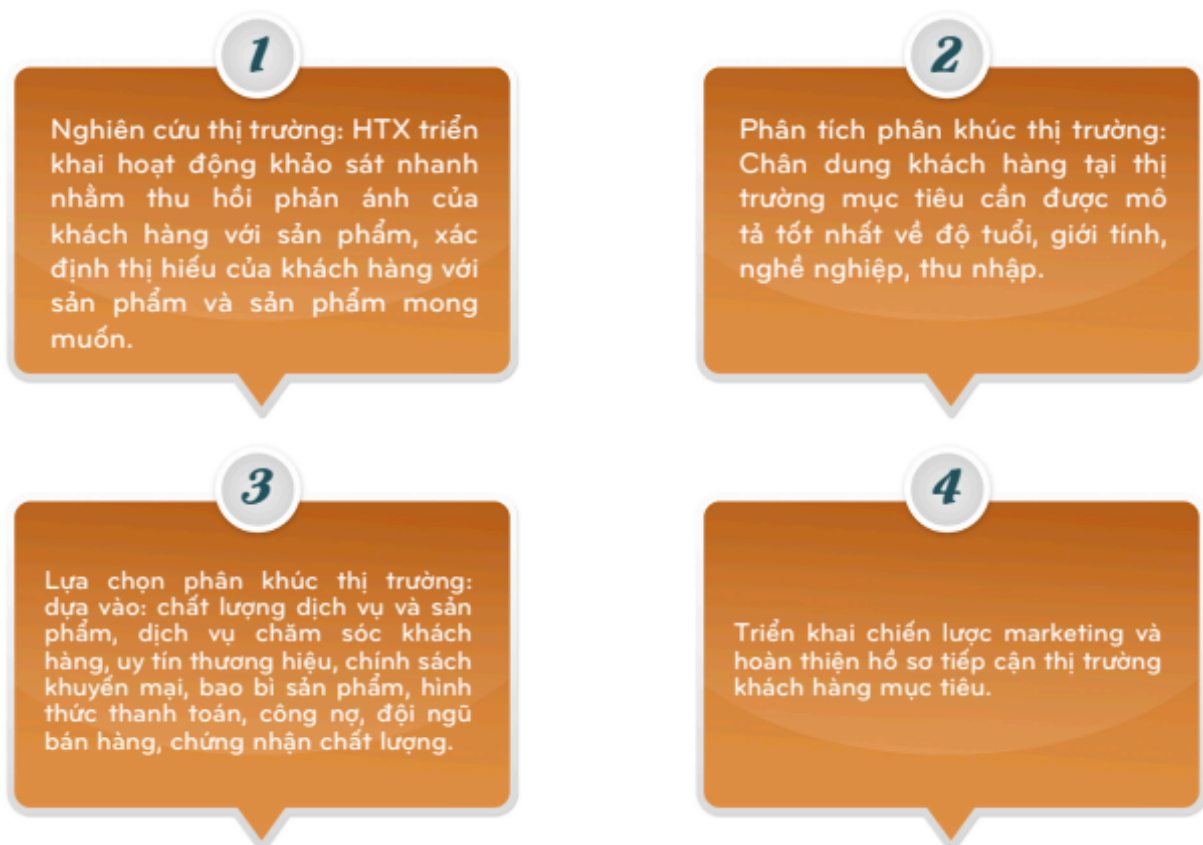 1
Nghiên cứu thị trường: HTX triển
khai hoạt động khảo sát nhanh
nhằm thu hồi phản ánh của
khách hàng với sản phẩm, xác
định thị hiếu của khách hàng với
sản phẩm và sản phẩm mong
muốn.
2
Phân tích phân khúc thị trường:
Chân dung khách hàng tại thị
trường mục tiêu cần được mô
tả tốt nhất về độ tuổi, giới tính,
nghề nghiệp, thu nhập.
3
Lựa chọn phân khúc thị trường:
dựa vào: chất lượng dịch vụ và sản
phẩm, dịch vụ chăm sóc khách
hàng, uy tín thương hiệu, chính sách
khuyến mại, bao bì sản phẩm, hình
thức thanh toán, công nợ, đội ngũ
bán hàng, chứng nhận chất lượng.
4
Triển khai chiến lược marketing và
hoàn thiện hồ sơ tiếp cận thị trường
khách hàng mục tiêu.